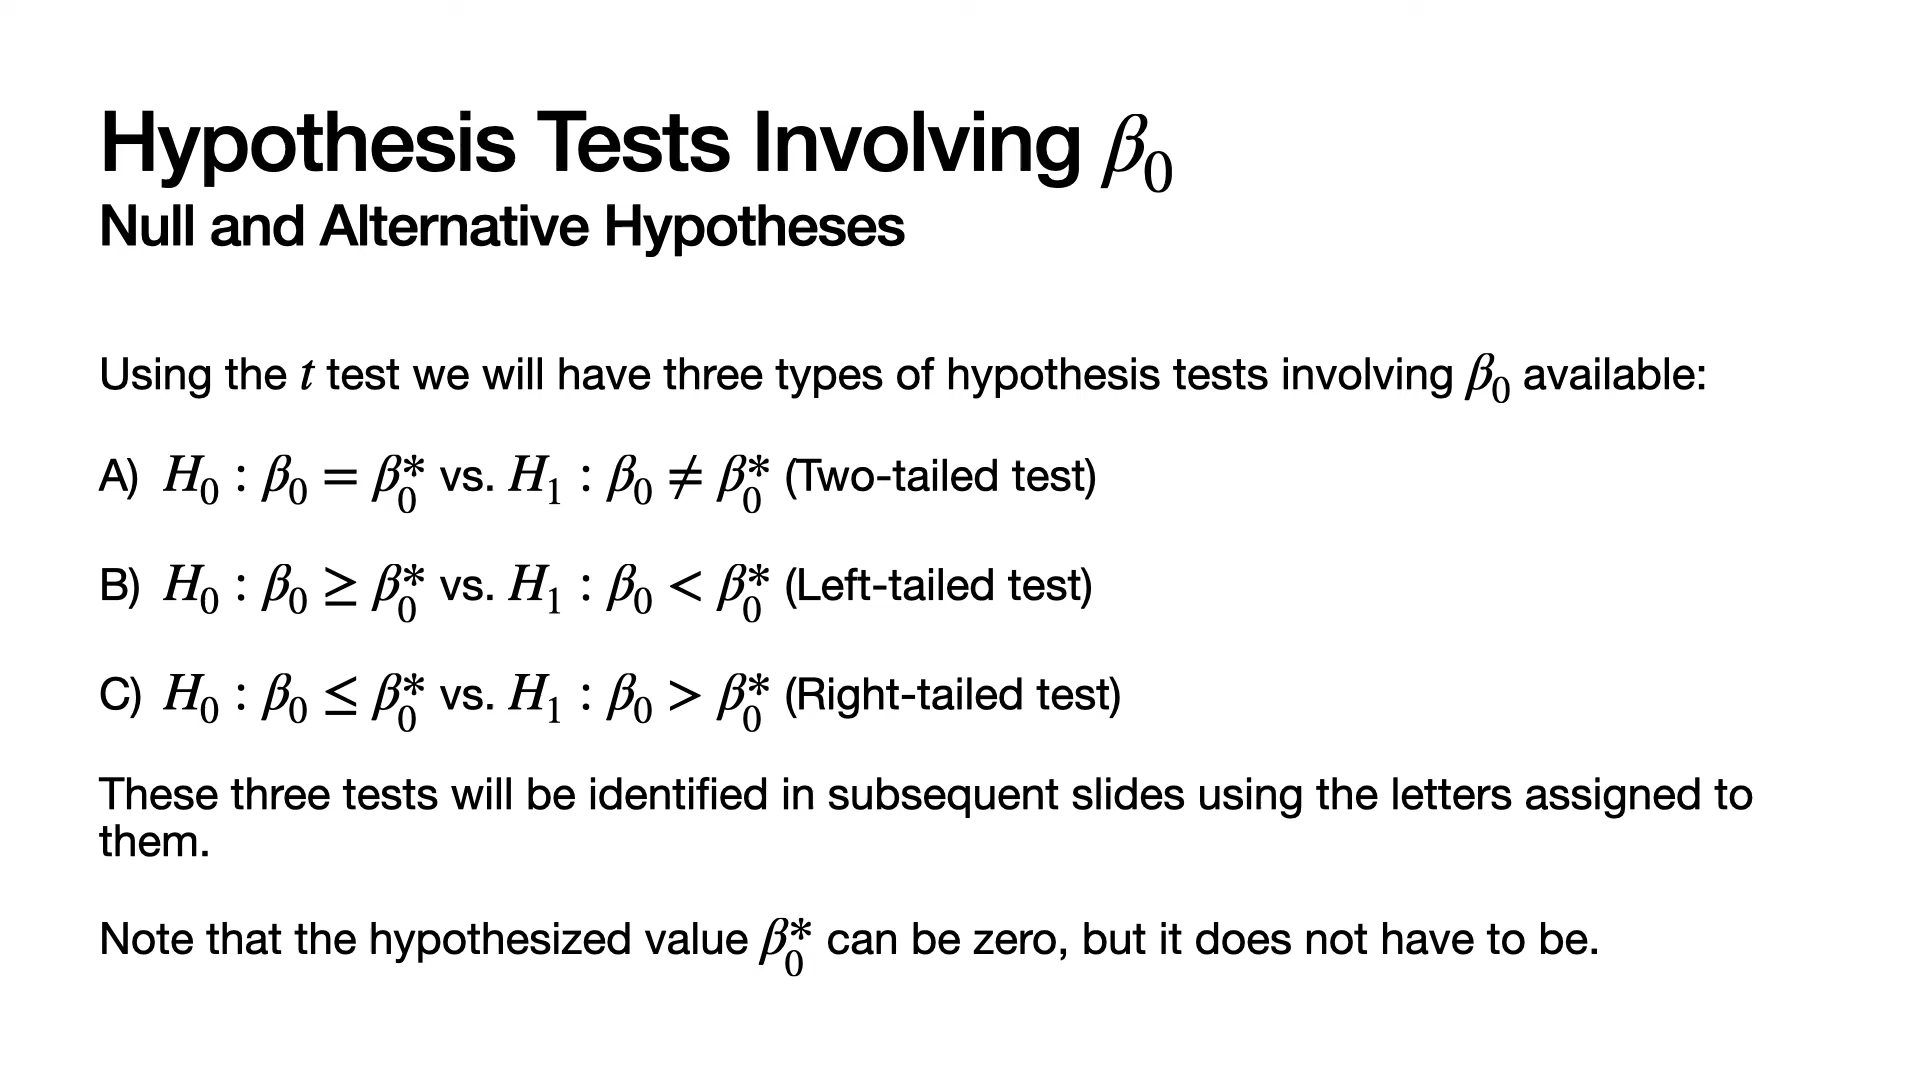 Hypothesis Tests Involving β₀
Null and Alternative Hypotheses
Using the t test we will have three types of hypothesis tests involving β₀ available:
A) H₀ : β₀ = β₀* vs. H₁ : β₀ ≠ β₀* (Two-tailed test)
B) H₀ : β₀ ≥ β₀* vs. H₁ : β₀ < β₀* (Left-tailed test)
C) H₀ : β₀ ≤ β₀* vs. H₁ : β₀ > β₀* (Right-tailed test)
These three tests will be identified in subsequent slides using the letters assigned to
them.
Note that the hypothesized value β₀* can be zero, but it does not have to be.